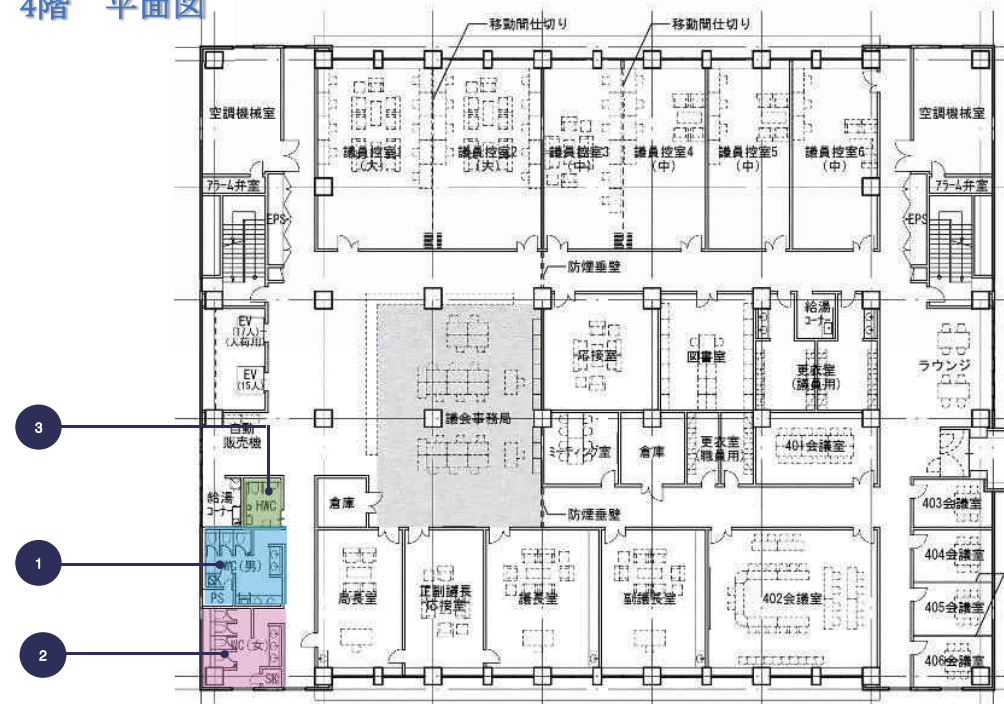 4階　平面図
移動間仕切り
移動間仕切り
空調機械室
議員控室1
(大)
議員控室2
(大)
議員控室3
(中)
議員控室4
(中)
議員控室5
(中)
議員控室6
(中)
空調機械室
アラーム弁室
アラーム弁室
EPS
EPS
防煙垂壁
EV
(17人)
(人荷用)
EV
(15人)
応接室
図書室
給湯
コーナー
更衣室
(議員用)
ラウンジ
議会事務局
自動
販売機
ミーティング室
倉庫
更衣室
(職員用)
401会議室
3
給湯
コーナー
HWC
倉庫
防煙垂壁
403会議室
1
WC(男)
SK
PS
404会議室
局長室
正副議長
応接室
議長室
副議長室
402会議室
405会議室
2
WC(女)
SK
406会議室